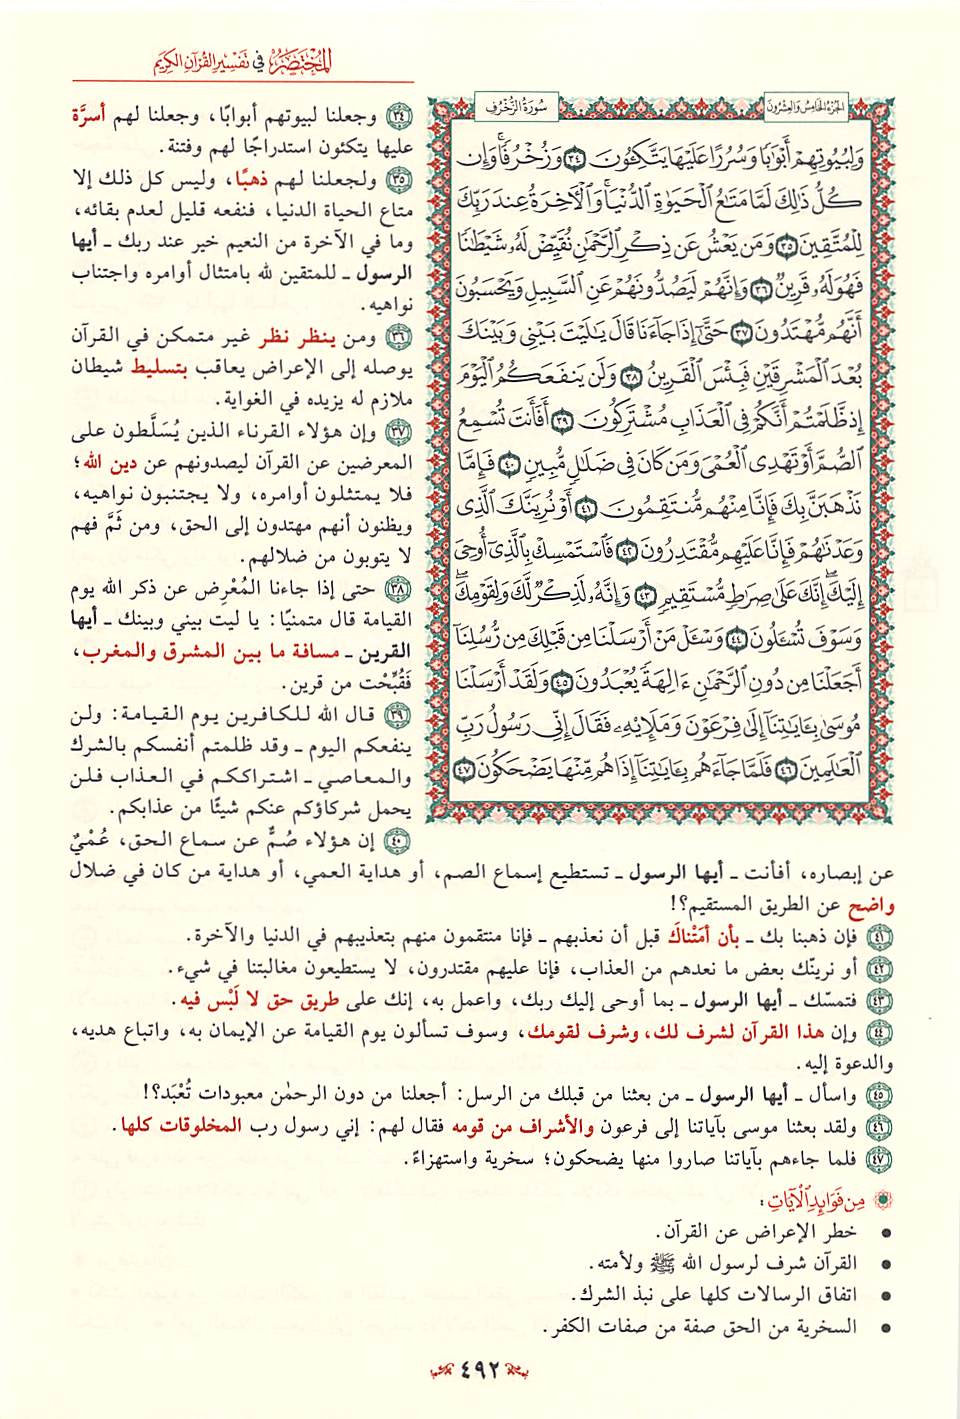 المختصر في تفسير القرآن الكريم
الجزء الخامس والعشرون
سورة الزخرف
وَلِبُيُوتِهِمْ أَبْوَٰبًا وَسُرُرًا عَلَيْهَا يَتَّكِـُٔونَ ٣٤ وَزُخْرُفًا ۚ وَإِن
كُلُّ ذَٰلِكَ لَمَّا مَتَٰعُ ٱلْحَيَوٰةِ ٱلدُّنْيَا ۚ وَٱلْـَٔاخِرَةُ عِندَ رَبِّكَ
لِلْمُتَّقِينَ ٣٥ وَمَن يَعْشُ عَن ذِكْرِ ٱلرَّحْمَٰنِ نُقَيِّضْ لَهُۥ شَيْطَٰنًا
فَهُوَ لَهُۥ قَرِينٌ ٣٦ وَإِنَّهُمْ لَيَصُدُّونَهُمْ عَنِ ٱلسَّبِيلِ وَيَحْسَبُونَ
أَنَّهُم مُّهْتَدُونَ ٣٧ حَتَّىٰٓ إِذَا جَآءَنَا قَالَ يَٰلَيْتَ بَيْنِى وَبَيْنَكَ
بُعْدَ ٱلْمَشْرِقَيْنِ فَبِئْسَ ٱلْقَرِينُ ٣٨ وَلَن يَنفَعَكُمُ ٱلْيَوْمَ
إِذ ظَّلَمْتُمْ أَنَّكُمْ فِى ٱلْعَذَابِ مُشْتَرِكُونَ ٣٩ أَفَأَنتَ تُسْمِعُ
ٱلصُّمَّ أَوْ تَهْدِى ٱلْعُمْىَ وَمَن كَانَ فِى ضَلَٰلٍ مُّبِينٍ ٤٠ فَإِمَّا
نَذْهَبَنَّ بِكَ فَإِنَّا مِنْهُم مُّنتَقِمُونَ ٤١ أَوْ نُرِيَنَّكَ ٱلَّذِى
وَعَدْنَٰهُمْ فَإِنَّا عَلَيْهِم مُّقْتَدِرُونَ ٤٢ فَٱسْتَمْسِكْ بِٱلَّذِىٓ أُوحِىَ
إِلَيْكَ ۖ إِنَّكَ عَلَىٰ صِرَٰطٍ مُّسْتَقِيمٍ ٤٣ وَإِنَّهُۥ لَذِكْرٌ لَّكَ وَلِقَوْمِكَ ۖ
وَسَوْفَ تُسْـَٔلُونَ ٤٤ وَسْـَٔلْ مَنْ أَرْسَلْنَا مِن قَبْلِكَ مِن رُّسُلِنَآ
أَجَعَلْنَا مِن دُونِ ٱلرَّحْمَٰنِ ءَالِهَةً يُعْبَدُونَ ٤٥ وَلَقَدْ أَرْسَلْنَا
مُوسَىٰ بِـَٔايَٰتِنَآ إِلَىٰ فِرْعَوْنَ وَمَلَإِي۟هِۦ فَقَالَ إِنِّى رَسُولُ رَبِّ
ٱلْعَٰلَمِينَ ٤٦ فَلَمَّا جَآءَهُم بِـَٔايَٰتِنَآ إِذَا هُم مِّنْهَا يَضْحَكُونَ ٤٧
٣٤ وجعلنا لبيوتهم أبوابًا، وجعلنا لهم أسرَّة
عليها يتكئون استدراجًا لهم وفتنة.
٣٥ ولجعلنا لهم ذهبًا، وليس كل ذلك إلا
متاع الحياة الدنيا، فنفعه قليل لعدم بقائه،
وما في الآخرة من النعيم خير عند ربك ـ أيها
الرسول ـ للمتقين لله بامتثال أوامره واجتناب
نواهيه.
٣٦ ومن ينظر نظر غير متمكن في القرآن
يوصله إلى الإعراض يعاقب بتسليط شيطان
ملازم له يزيده في الغواية.
٣٧ وإن هؤلاء القرناء الذين يُسَلَّطون على
المعرضين عن القرآن ليصدونهم عن دين الله؛
فلا يمتثلون أوامره، ولا يجتنبون نواهيه،
ويظنون أنهم مهتدون إلى الحق، ومن ثَمَّ فهم
لا يتوبون من ضلالهم.
٣٨ حتى إذا جاءنا المُعْرِض عن ذكر الله يوم
القيامة قال متمنيًا: يا ليت بيني وبينك ـ أيها
القرين ـ مسافة ما بين المشرق والمغرب،
فَقُبِّحْت من قرين.
٣٩ قال الله للكافرين يوم القيامة: ولن
ينفعكم اليوم ـ وقد ظلمتم أنفسكم بالشرك
والمعاصي ـ اشتراككم في العذاب فلن
يحمل شركاؤكم عنكم شيئًا من عذابكم.
٤٠ إن هؤلاء صُمٌّ عن سماع الحق، عُمْيٌ
عن إبصاره، أفأنت ـ أيها الرسول ـ تستطيع إسماع الصم، أو هداية العمي، أو هداية من كان في ضلال
واضح عن الطريق المستقيم؟!
٤١ فإن ذهبنا بك ـ بأن أمَتْناكَ قبل أن نعذبهم ـ فإنا منتقمون منهم بتعذيبهم في الدنيا والآخرة.
٤٢ أو نرينّك بعض ما نعدهم من العذاب، فإنا عليهم مقتدرون، لا يستطيعون مغالبتنا في شيء.
٤٣ فتمسّك ـ أيها الرسول ـ بما أوحى إليك ربك، واعمل به، إنك على طريق حق لا لَبْس فيه.
٤٤ وإن هذا القرآن لشرف لك، وشرف لقومك، وسوف تسألون يوم القيامة عن الإيمان به، واتباع هديه،
والدعوة إليه.
٤٥ واسأل ـ أيها الرسول ـ من بعثنا من قبلك من الرسل: أجعلنا من دون الرحمٰن معبودات تُعْبَد؟!
٤٦ ولقد بعثنا موسى بآياتنا إلى فرعون والأشراف من قومه فقال لهم: إني رسول رب المخلوقات كلها.
٤٧ فلما جاءهم بآياتنا صاروا منها يضحكون؛ سخرية واستهزاءً.
من فوائد الآيات:
• خطر الإعراض عن القرآن.
• القرآن شرف لرسول الله ﷺ ولأمته.
• اتفاق الرسالات كلها على نبذ الشرك.
• السخرية من الحق صفة من صفات الكفر.
٤٩٢